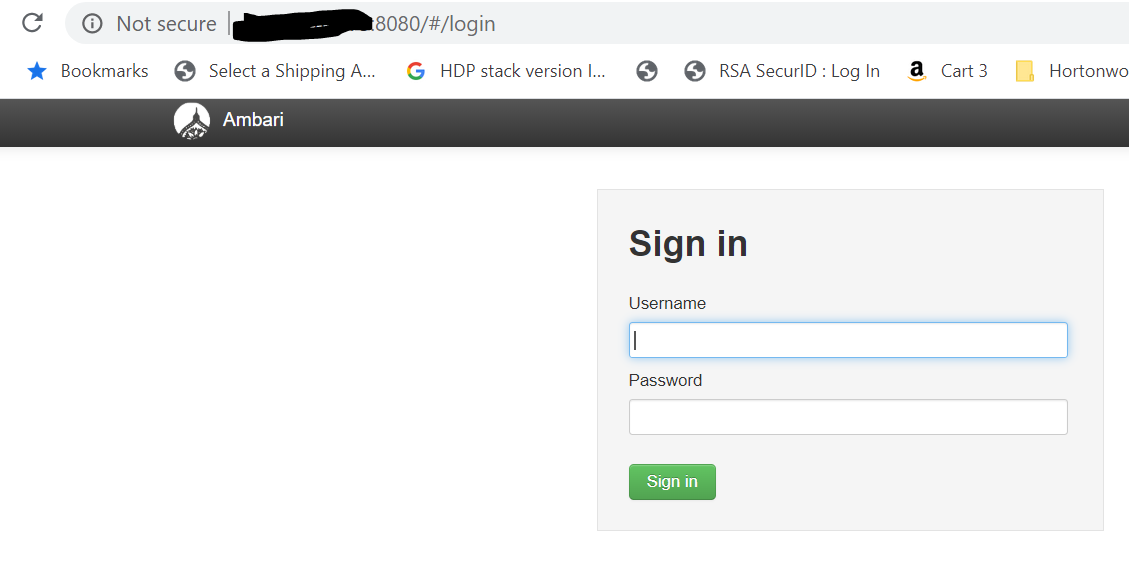 Not secure :8080/#/login
Bookmarks Select a Shipping A... HDP stack version I... RSA SecurID : Log In a Cart 3 Hortonwo
Ambari
Sign in
Username
Password
Sign in